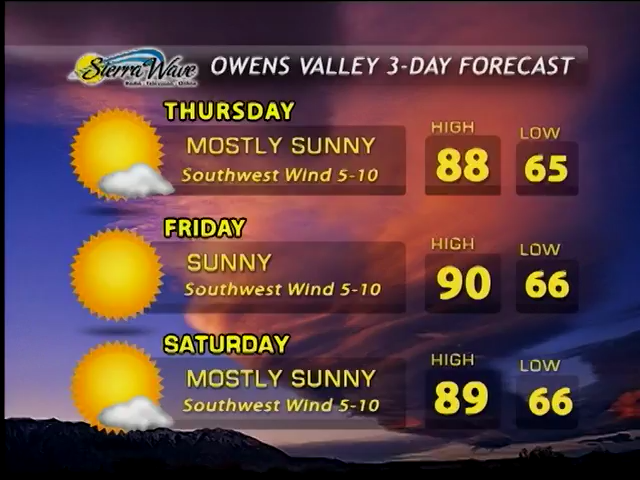 Sierra Wave
OWENS VALLEY 3-DAY FORECAST
THURSDAY
MOSTLY SUNNY
Southwest Wind 5-10
HIGH
88
LOW
65
FRIDAY
SUNNY
Southwest Wind 5-10
HIGH
90
LOW
66
SATURDAY
MOSTLY SUNNY
Southwest Wind 5-10
HIGH
89
LOW
66